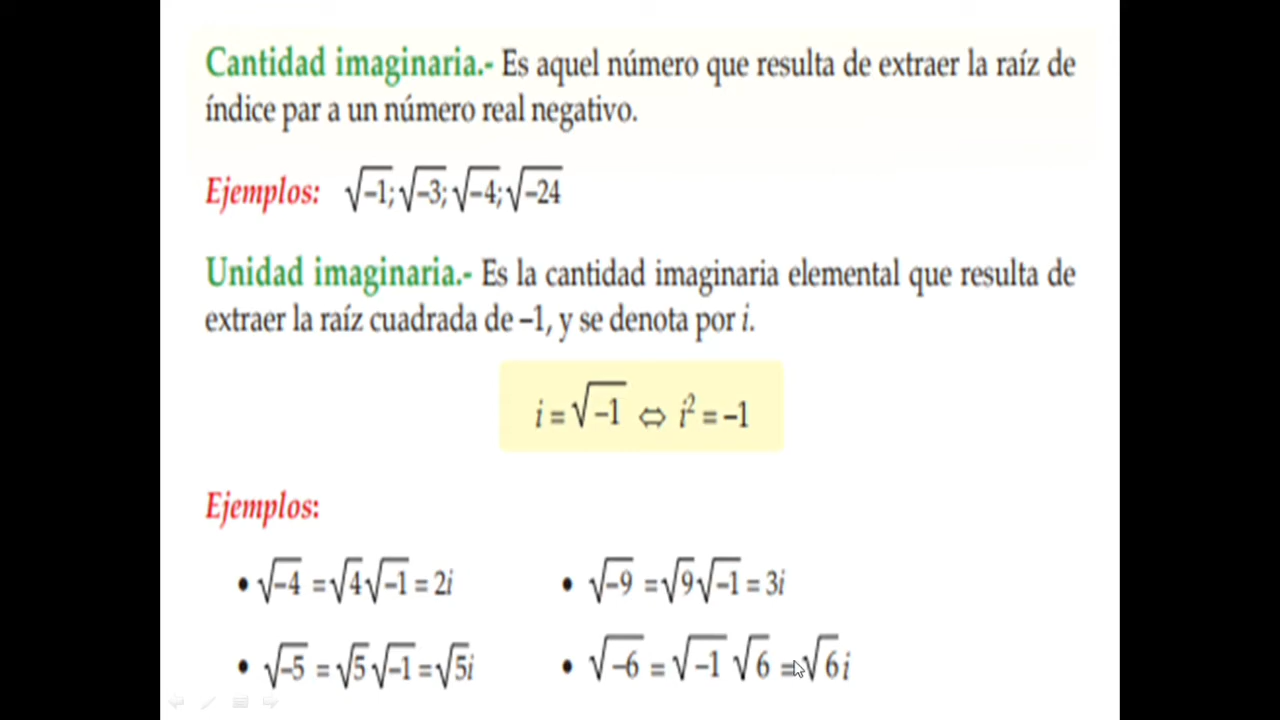 Cantidad imaginaria.- Es aquel número que resulta de extraer la raíz de
índice par a un número real negativo.
Ejemplos: √−1; √−3; √−4; √−24
Unidad imaginaria.- Es la cantidad imaginaria elemental que resulta de
extraer la raíz cuadrada de −1, y se denota por i.
i = √−1 ⇔ i² = −1
Ejemplos:
• √−4 = √4 √−1 = 2i • √−9 = √9 √−1 = 3i
• √−5 = √5 √−1 = √5i • √−6 = √−1 √6 = √6 i